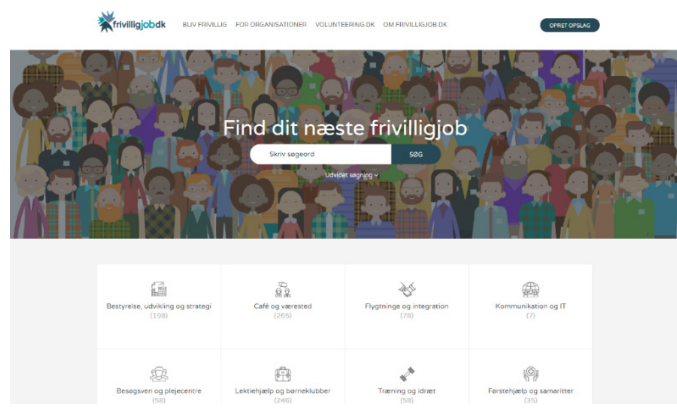 frivilligjobdk
BLIV FRIVILLIG FOR ORGANISATIONER VOLUNTEERING.DK OM FRIVILLIGJOB.DK
OPRET OPSLAG
Find dit næste frivilligjob
Skriv søgeord SØG
Udvidet søgning
Bestyrelse, udvikling og strategi Café og værested Flygtninge og integration Kommunikation og IT
(198) (265) (78) (7)
Besøgsven og plejecentre Lektiehjælp og børneklubber Træning og idræt Førstehjælp og samaritter
(58) (246) (58) (35)